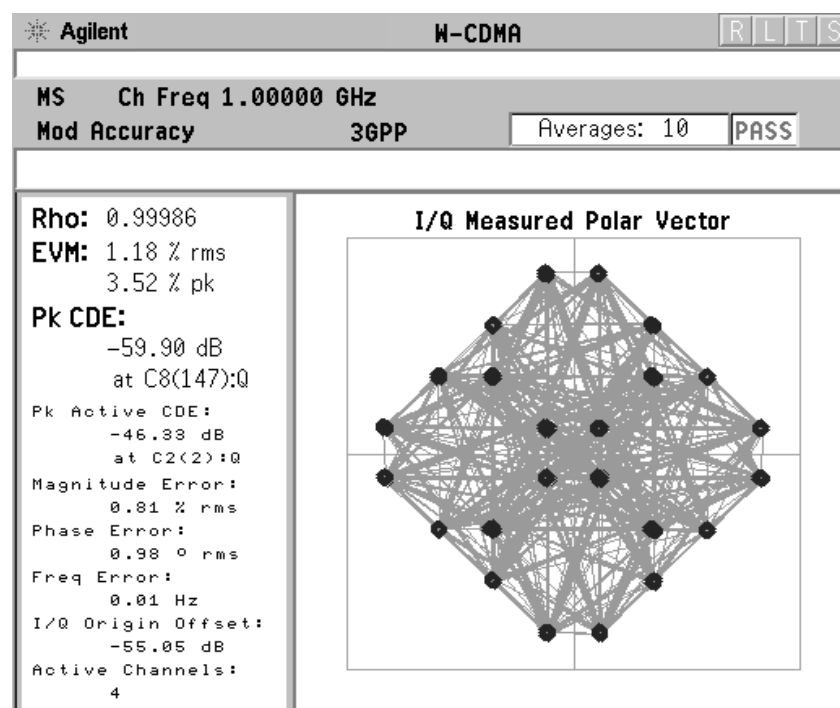 Agilent W-CDMA R L T S
MS Ch Freq 1.00000 GHz
Mod Accuracy 3GPP Averages: 10 PASS
Rho: 0.99986
EVM: 1.18 % rms
3.52 % pk
Pk CDE:
-59.90 dB
at C8(147):Q
Pk Active CDE:
-46.33 dB
at C2(2):Q
Magnitude Error:
0.81 % rms
Phase Error:
0.98 º rms
Freq Error:
0.01 Hz
I/Q Origin Offset:
-55.05 dB
Active Channels:
4
I/Q Measured Polar Vector